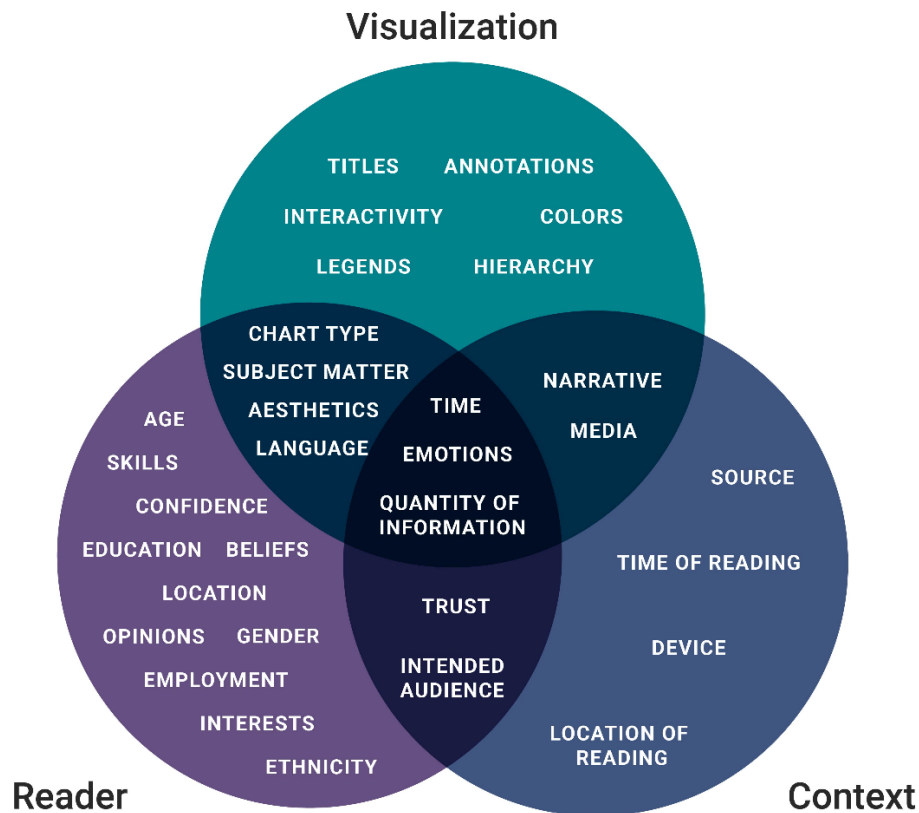 Visualization
TITLES ANNOTATIONS
INTERACTIVITY COLORS
LEGENDS HIERARCHY
CHART TYPE
SUBJECT MATTER
AESTHETICS
LANGUAGE
TIME
EMOTIONS
QUANTITY OF
INFORMATION
NARRATIVE
MEDIA
AGE
SKILLS
CONFIDENCE
EDUCATION BELIEFS
LOCATION
OPINIONS GENDER
EMPLOYMENT
INTERESTS
ETHNICITY
TRUST
INTENDED
AUDIENCE
SOURCE
TIME OF READING
DEVICE
LOCATION OF
READING
Reader
Context